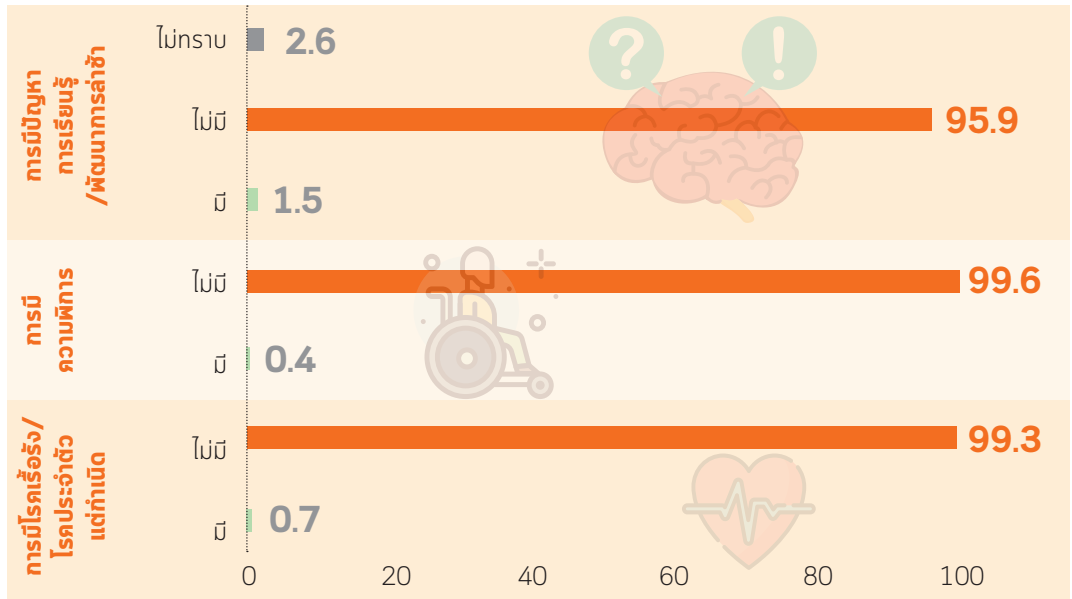 การมีปัญหา
การเรียนรู้
/พัฒนาการล่าช้า
ไม่ทราบ 2.6
ไม่มี 95.9
มี 1.5
การมี
ความพิการ
ไม่มี 99.6
มี 0.4
การมีโรคเรื้อรัง/
โรคประจำตัว
แต่กำเนิด
ไม่มี 99.3
มี 0.7
0 20 40 60 80 100